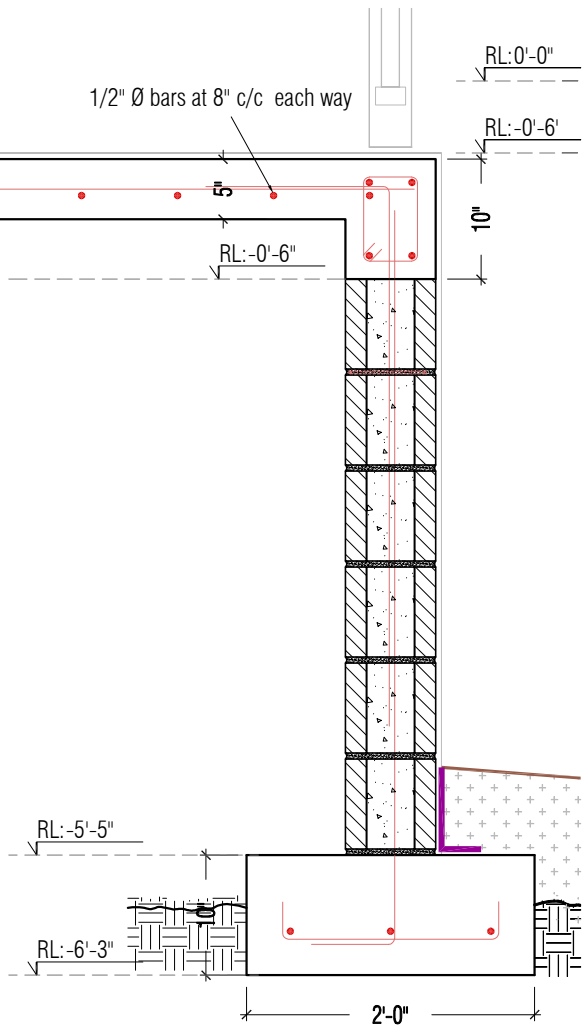 RL:0'-0"
1/2" Ø bars at 8" c/c each way
RL:-0'-6'
5"
10"
RL:-0'-6"
RL:-5'-5"
10"
RL:-6'-3"
2'-0"